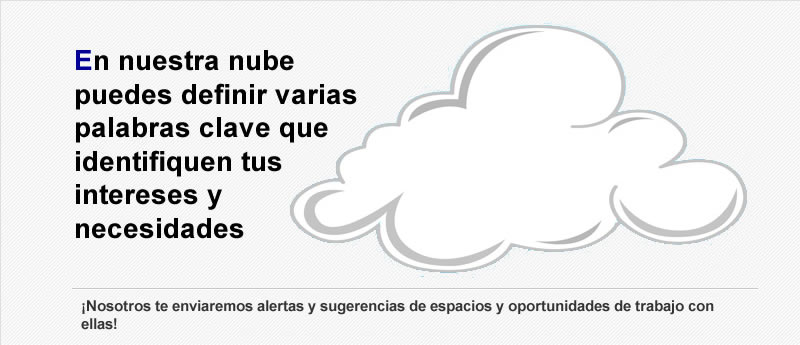 En nuestra nube
puedes definir varias
palabras clave que
identifiquen tus
intereses y
necesidades
¡Nosotros te enviaremos alertas y sugerencias de espacios y oportunidades de trabajo con
ellas!